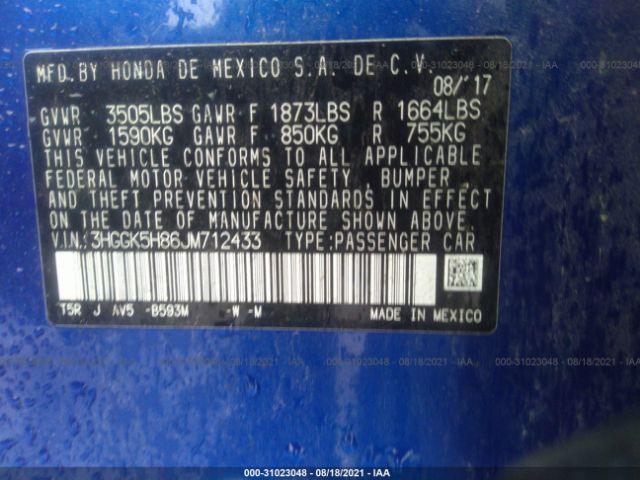 MFD. BY HONDA DE MEXICO S.A. DE C.V.
08/'17
GVWR 3505LBS GAWR F 1873LBS R 1664LBS
GVWR 1590KG GAWR F 850KG R 755KG
THIS VEHICLE CONFORMS TO ALL APPLICABLE
FEDERAL MOTOR VEHICLE SAFETY, BUMPER,
AND THEFT PREVENTION STANDARDS IN EFFECT
ON THE DATE OF MANUFACTURE SHOWN ABOVE.
V.I.N.:3HGGK5H86JM712433 TYPE:PASSENGER CAR
T5R J AV5 -B593M -W -M MADE IN MEXICO
000-31023048 - 08/18/2021 - IAA